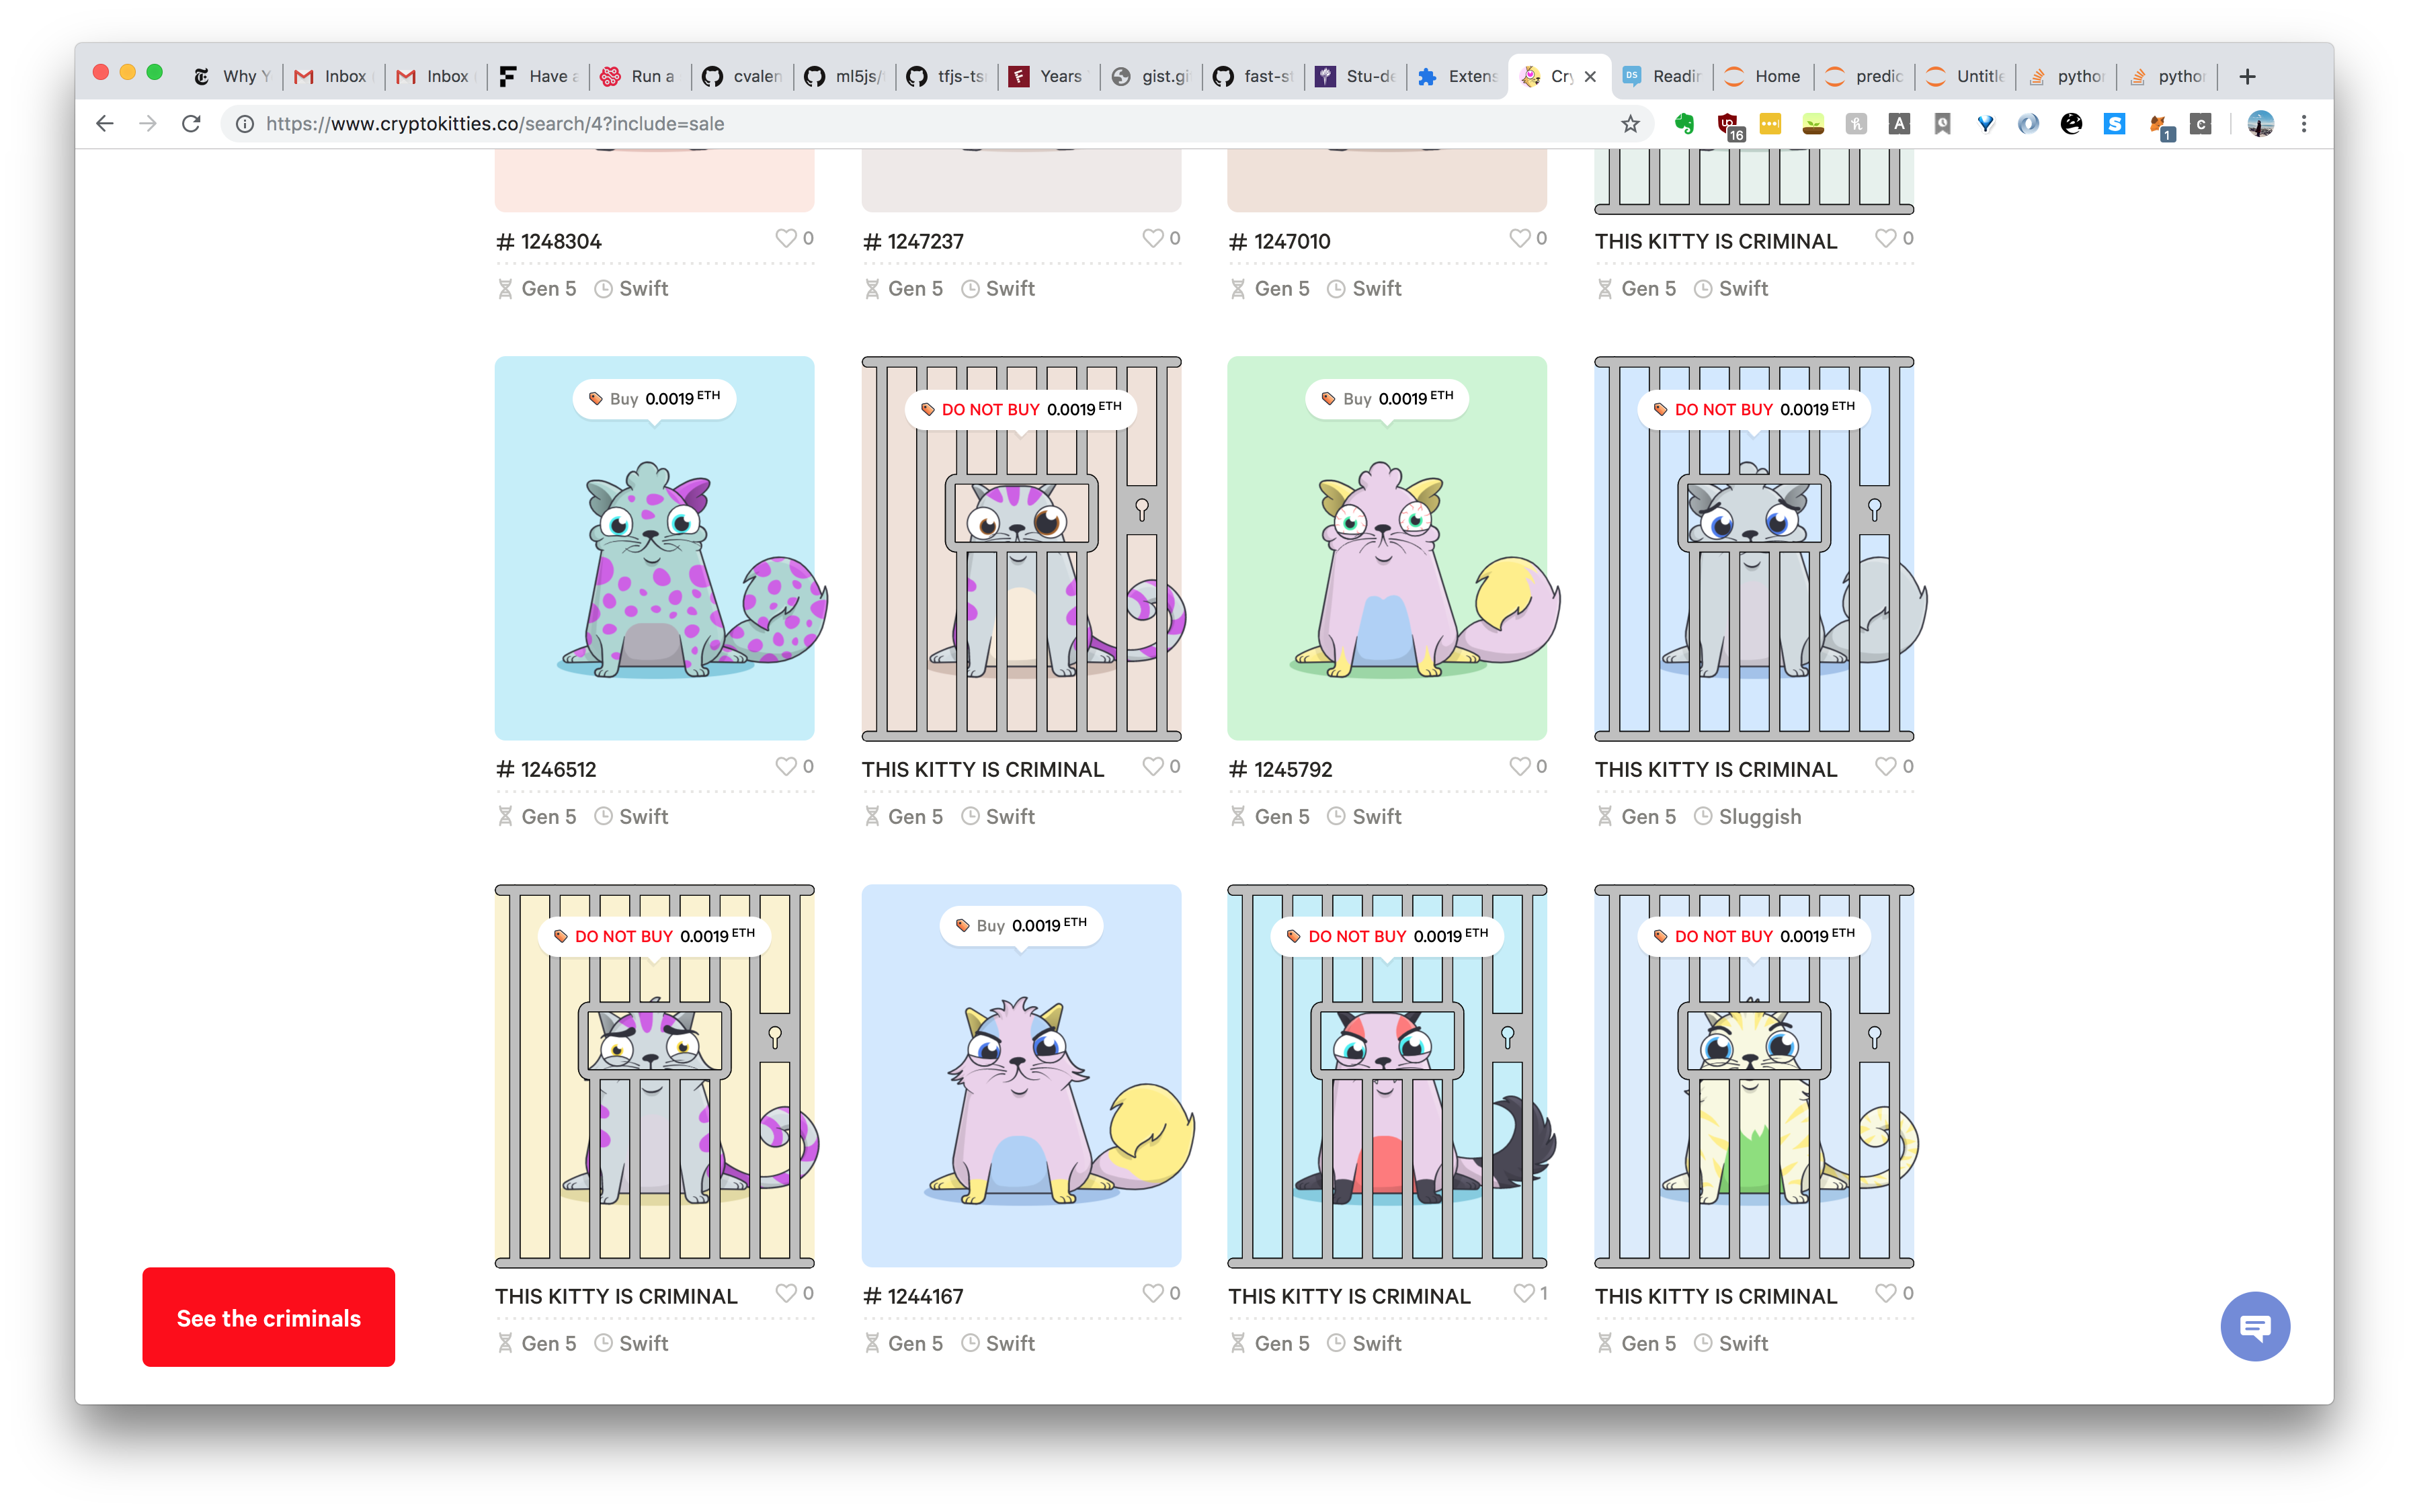 Why Y
Inbox
Inbox
Have a
Run a
cvalen
ml5js/
tfjs-ts
Years
gist.gi
fast-st
Stu-de
Extens
Cry
Readin
Home
predic
Untitle
python
python
https://www.cryptokitties.co/search/4?include=sale
16
1
# 1248304 0
# 1247237 0
# 1247010 0
THIS KITTY IS CRIMINAL 0
Gen 5 Swift
Gen 5 Swift
Gen 5 Swift
Gen 5 Swift
Buy 0.0019 ETH
DO NOT BUY 0.0019 ETH
Buy 0.0019 ETH
DO NOT BUY 0.0019 ETH
# 1246512 0
THIS KITTY IS CRIMINAL 0
# 1245792 0
THIS KITTY IS CRIMINAL 0
Gen 5 Swift
Gen 5 Swift
Gen 5 Swift
Gen 5 Sluggish
DO NOT BUY 0.0019 ETH
Buy 0.0019 ETH
DO NOT BUY 0.0019 ETH
DO NOT BUY 0.0019 ETH
THIS KITTY IS CRIMINAL 0
# 1244167 0
THIS KITTY IS CRIMINAL 1
THIS KITTY IS CRIMINAL 0
Gen 5 Swift
Gen 5 Swift
Gen 5 Swift
Gen 5 Swift
See the criminals